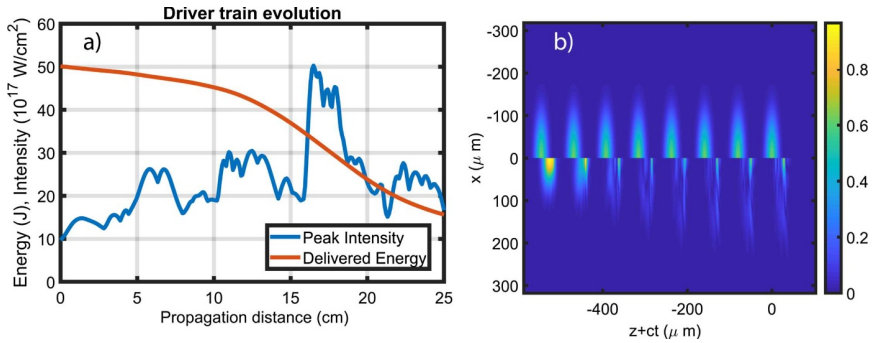 Driver train evolution
a)
60
50
40
30
20
10
0
Energy (J), Intensity (10¹⁷ W/cm²)
Peak Intensity
Delivered Energy
0 5 10 15 20 25
Propagation distance (cm)
b)
-300
-200
-100
0
100
200
300
x (μ m)
-400 -200 0
z+ct (μ m)
0.8
0.6
0.4
0.2
0